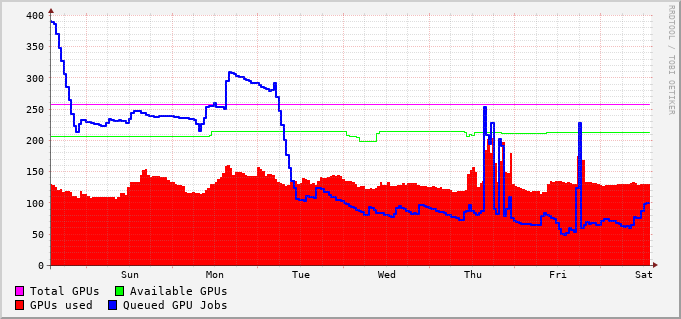 RRDTOOL / TOBI OETIKER
400
350
300
250
200
150
100
50
0
Sun Mon Tue Wed Thu Fri Sat
Total GPUs Available GPUs
GPUs used Queued GPU Jobs